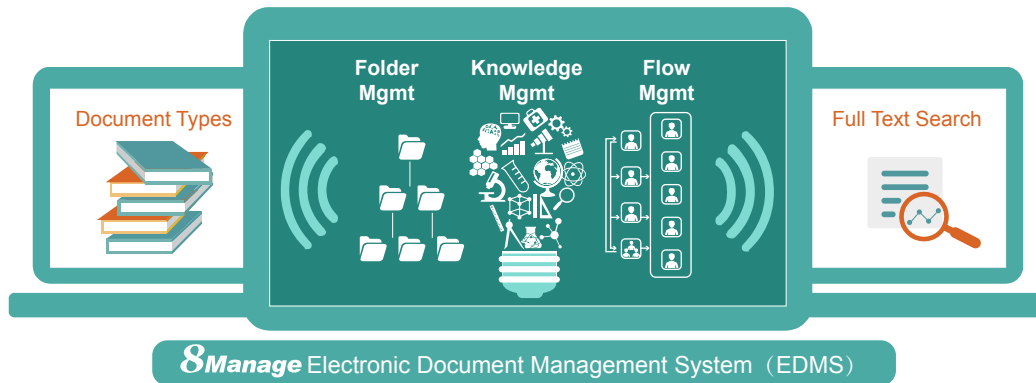 Document Types
Folder
Mgmt
Knowledge
Mgmt
Flow
Mgmt
Full Text Search
8Manage Electronic Document Management System（EDMS）